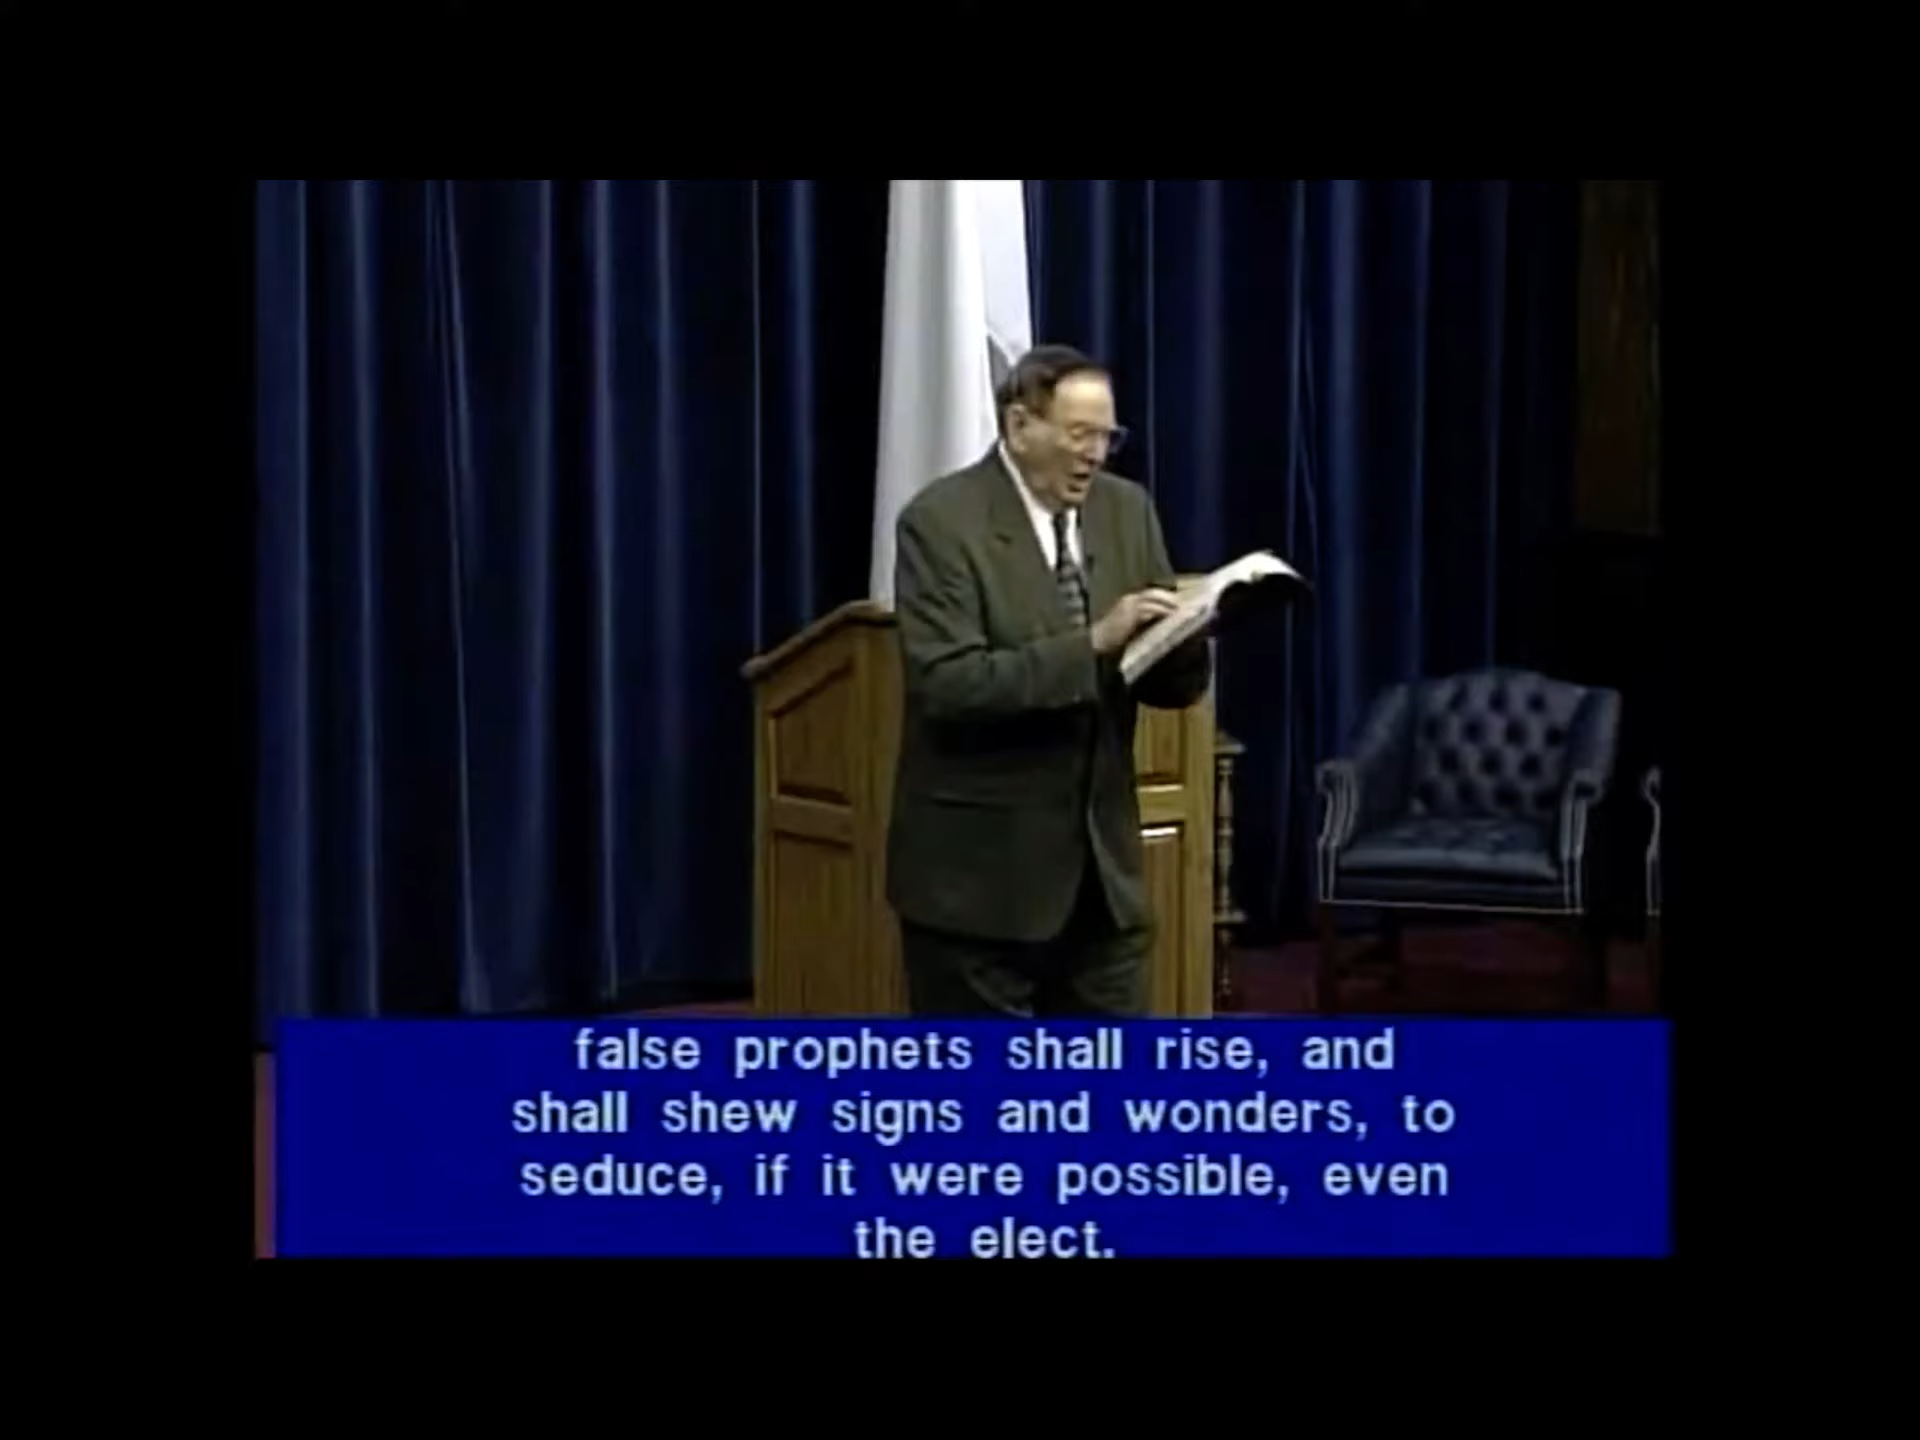 false prophets shall rise, and
shall shew signs and wonders, to
seduce, if it were possible, even
the elect.